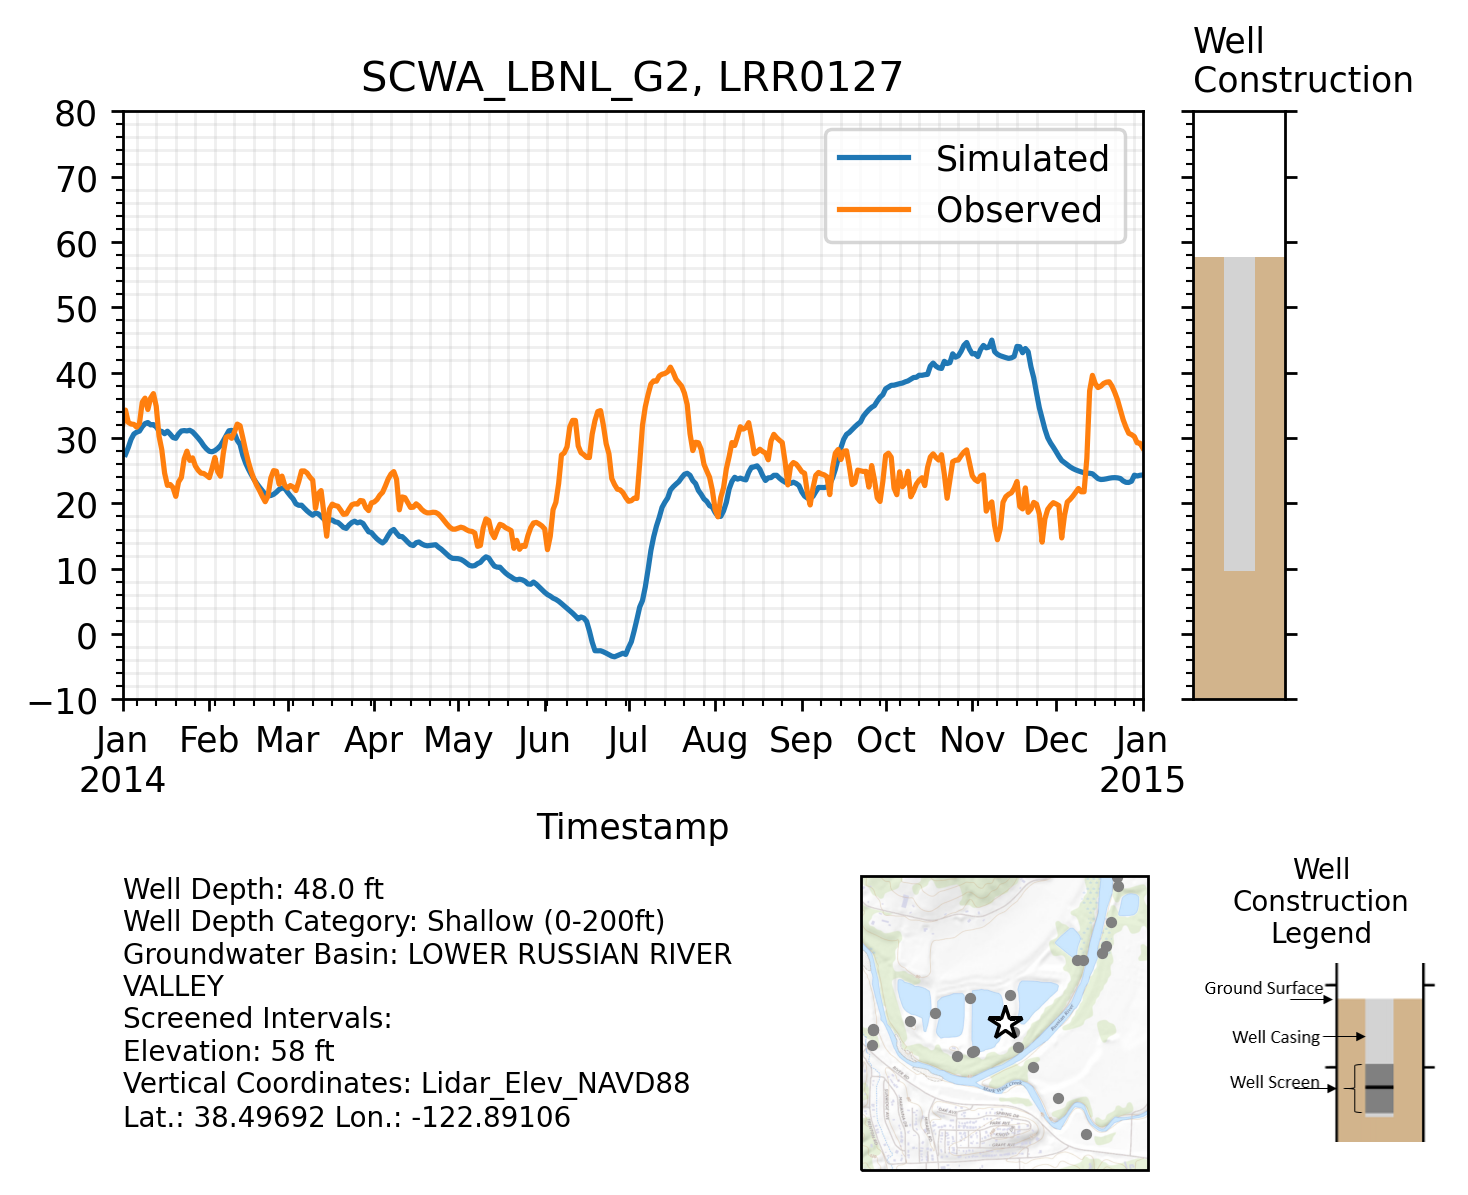 Well
Construction
SCWA_LBNL_G2, LRR0127
80
70
60
50
40
30
20
10
0
−10
Simulated
Observed
Jan
2014
Feb
Mar
Apr
May
Jun
Jul
Aug
Sep
Oct
Nov
Dec
Jan
2015
Timestamp
Well Depth: 48.0 ft
Well Depth Category: Shallow (0-200ft)
Groundwater Basin: LOWER RUSSIAN RIVER
VALLEY
Screened Intervals:
Elevation: 58 ft
Vertical Coordinates: Lidar_Elev_NAVD88
Lat.: 38.49692 Lon.: -122.89106
Well
Construction
Legend
Ground Surface
Well Casing
Well Screen